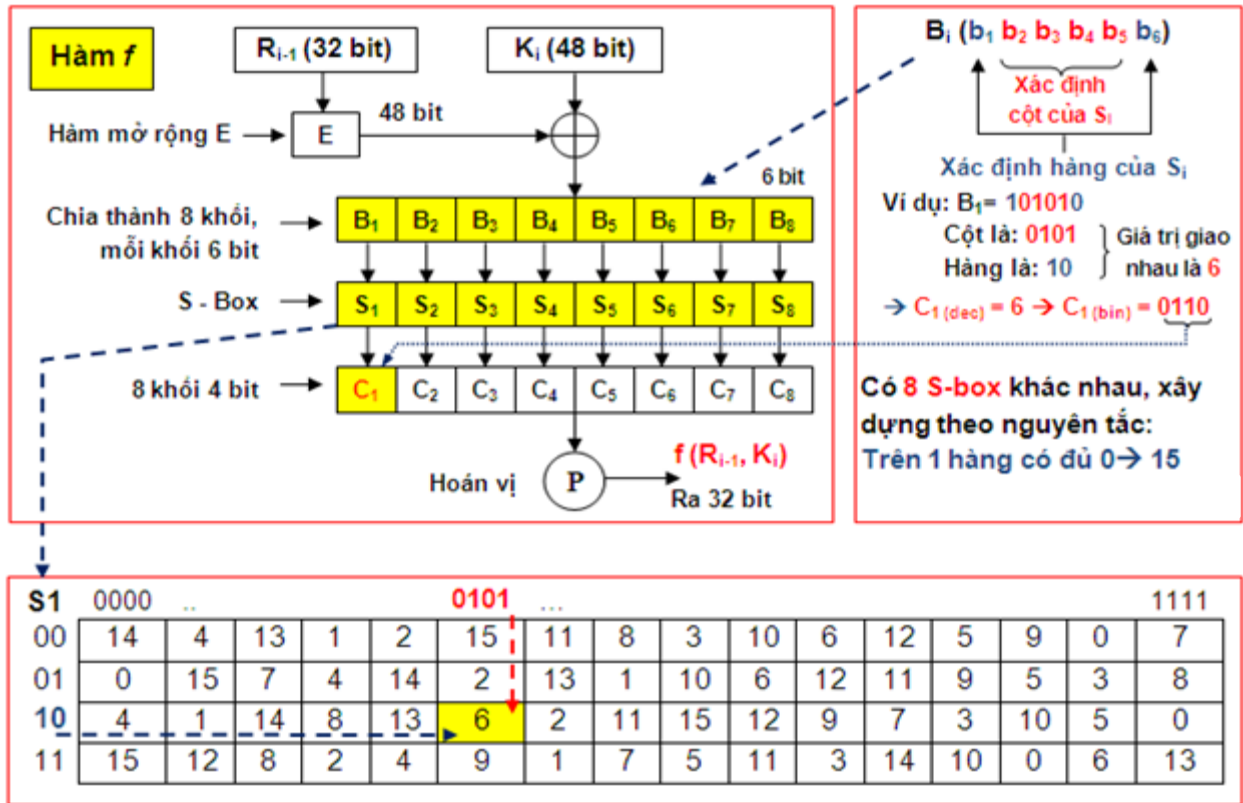 Hàm f
R i-1 (32 bit)
K i (48 bit)
Hàm mở rộng E
E
48 bit
6 bit
Chia thành 8 khối,
mỗi khối 6 bit
B1 B2 B3 B4 B5 B6 B7 B8
S - Box
S1 S2 S3 S4 S5 S6 S7 S8
8 khối 4 bit
C1 C2 C3 C4 C5 C6 C7 C8
Hoán vị
P
f (R i-1, K i)
Ra 32 bit
B i (b1 b2 b3 b4 b5 b6)
Xác định
cột của S i
Xác định hàng của S i
Ví dụ: B1= 101010
Cột là: 0101
Hàng là: 10
Giá trị giao
nhau là 6
→ C1 (dec) = 6 → C1 (bin) = 0110
Có 8 S-box khác nhau, xây
dựng theo nguyên tắc:
Trên 1 hàng có đủ 0→ 15
S1 0000 .. 0101 ... 1111
00 14 4 13 1 2 15 11 8 3 10 6 12 5 9 0 7
01 0 15 7 4 14 2 13 1 10 6 12 11 9 5 3 8
10 4 1 14 8 13 6 2 11 15 12 9 7 3 10 5 0
11 15 12 8 2 4 9 1 7 5 11 3 14 10 0 6 13